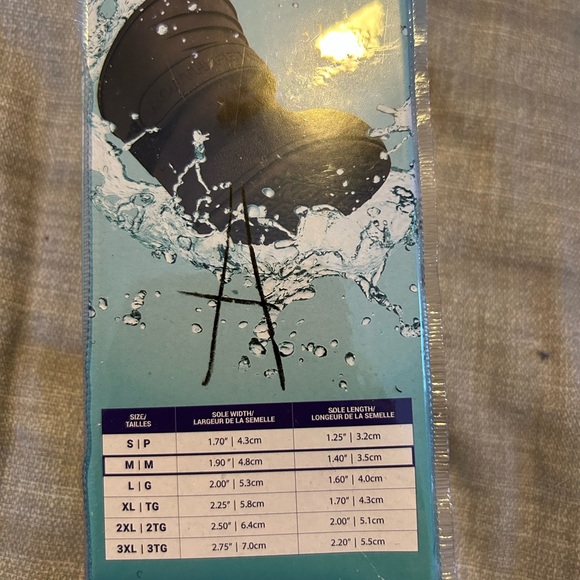 A
SIZE/ TAILLES SOLE WIDTH/ LARGEUR DE LA SEMELLE SOLE LENGTH/ LONGEUR DE LA SEMELLE
S | P 1.70" | 4.3cm 1.25" | 3.2cm
M | M 1.90" | 4.8cm 1.40" | 3.5cm
L | G 2.00" | 5.3cm 1.60" | 4.0cm
XL | TG 2.25" | 5.8cm 1.70" | 4.3cm
2XL | 2TG 2.50" | 6.4cm 2.00" | 5.1cm
3XL | 3TG 2.75" | 7.0cm 2.20" | 5.5cm